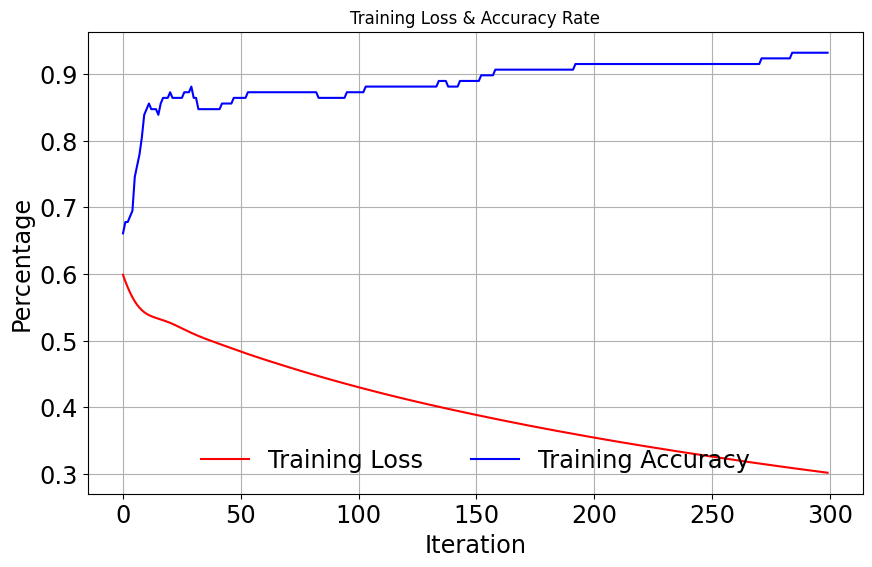 Training Loss & Accuracy Rate
Percentage
0.9
0.8
0.7
0.6
0.5
0.4
0.3
Training Loss
Training Accuracy
0 50 100 150 200 250 300
Iteration